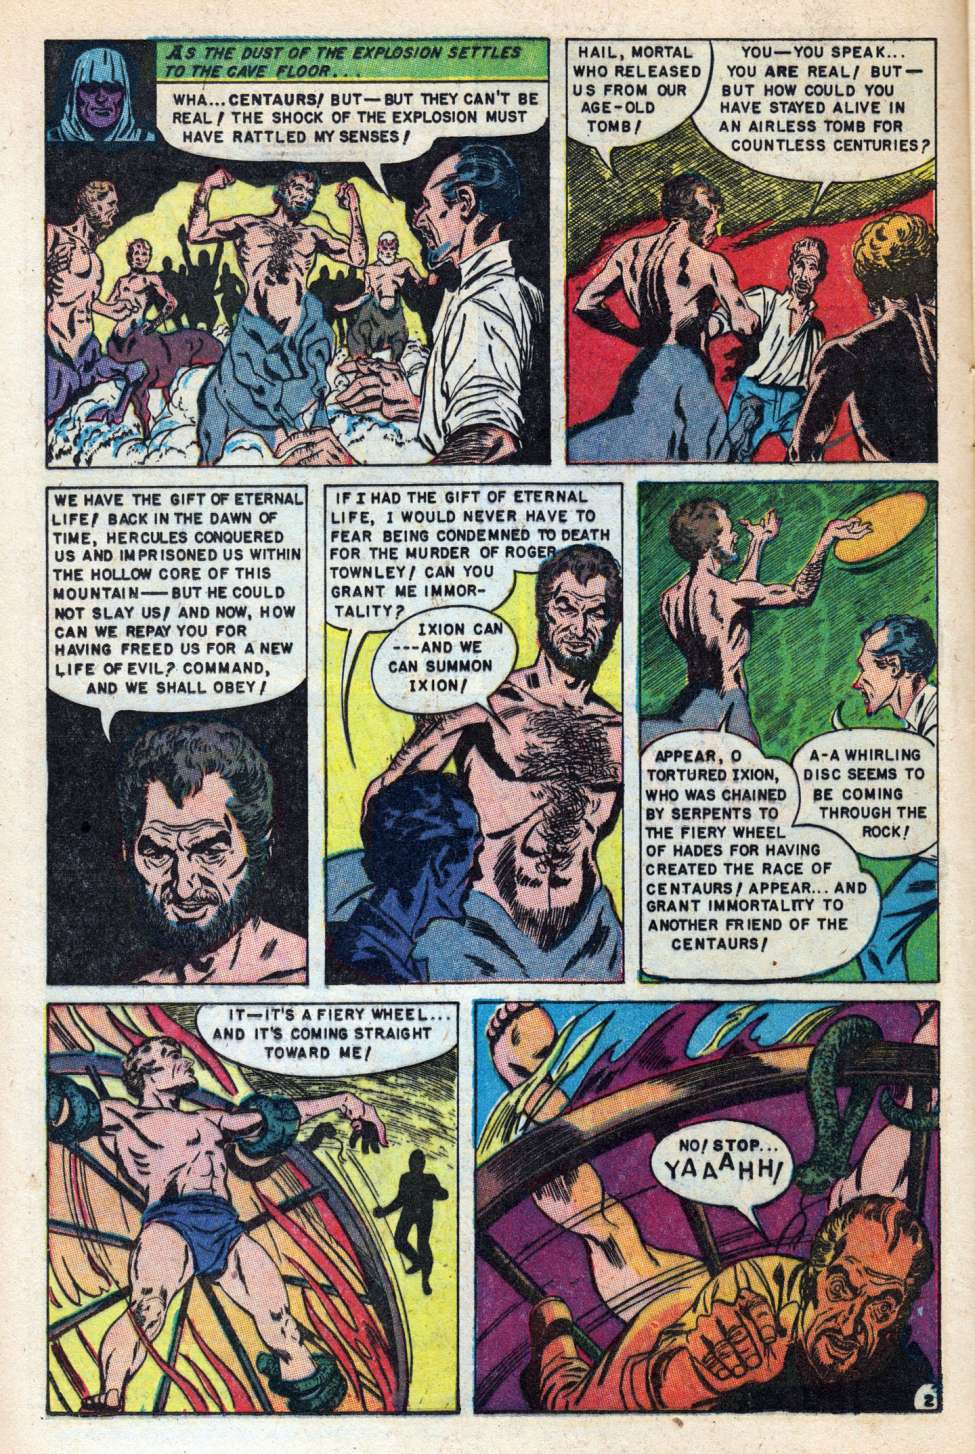 AS THE DUST OF THE EXPLOSION SETTLES
TO THE CAVE FLOOR...
WHA...CENTAURS! BUT—BUT THEY CAN'T BE
REAL! THE SHOCK OF THE EXPLOSION MUST
HAVE RATTLED MY SENSES!
HAIL, MORTAL
WHO RELEASED
US FROM OUR
AGE-OLD
TOMB!
YOU—YOU SPEAK...
YOU ARE REAL! BUT—
BUT HOW COULD YOU
HAVE STAYED ALIVE IN
AN AIRLESS TOMB FOR
COUNTLESS CENTURIES?
WE HAVE THE GIFT OF ETERNAL
LIFE! BACK IN THE DAWN OF
TIME, HERCULES CONQUERED
US AND IMPRISONED US WITHIN
THE HOLLOW CORE OF THIS
MOUNTAIN—BUT HE COULD
NOT SLAY US! AND NOW, HOW
CAN WE REPAY YOU FOR
HAVING FREED US FOR A NEW
LIFE OF EVIL? COMMAND,
AND WE SHALL OBEY!
IF I HAD THE GIFT OF ETERNAL
LIFE, I WOULD NEVER HAVE TO
FEAR BEING CONDEMNED TO DEATH
FOR THE MURDER OF ROGER
TOWNLEY! CAN YOU
GRANT ME IMMOR-
TALITY?
IXION CAN
---AND WE
CAN SUMMON
IXION!
APPEAR, O
TORTURED IXION,
WHO WAS CHAINED
BY SERPENTS TO
THE FIERY WHEEL
OF HADES FOR HAVING
CREATED THE RACE OF
CENTAURS! APPEAR... AND
GRANT IMMORTALITY TO
ANOTHER FRIEND OF THE
CENTAURS!
A-A WHIRLING
DISC SEEMS TO
BE COMING
THROUGH THE
ROCK!
IT—IT'S A FIERY WHEEL...
AND IT'S COMING STRAIGHT
TOWARD ME!
NO! STOP...
YAAAHH!
2